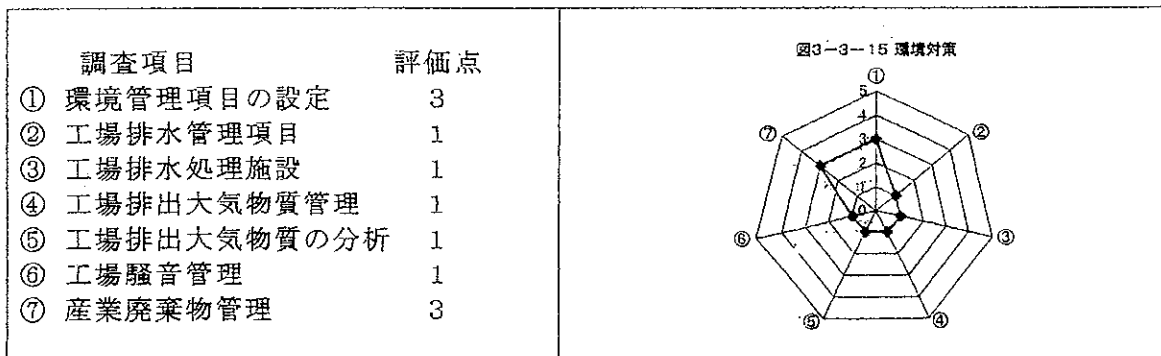 調査項目 評価点
① 環境管理項目の設定 3
② 工場排水管理項目 1
③ 工場排水処理施設 1
④ 工場排出大気物質管理 1
⑤ 工場排出大気物質の分析 1
⑥ 工場騒音管理 1
⑦ 産業廃棄物管理 3
図3-3-15 環境対策
①
5
⑦
4
②
3
2
1
0
⑥
③
⑤
④